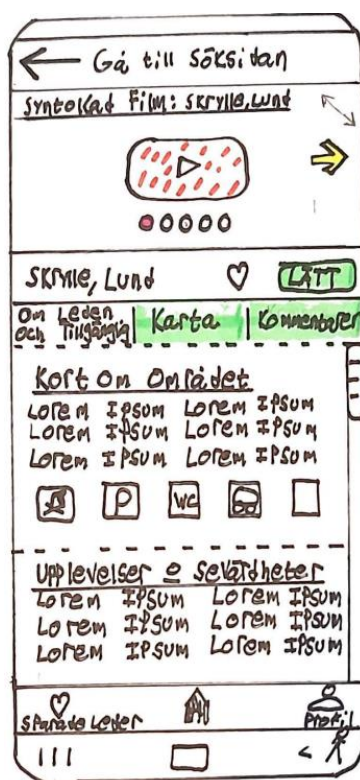 Gå till söksidan
Syntolkad Film: Skrylle, Lund
Skrylle, Lund LÄTT
Om Leden och Tillgänglig Karta Kommentarer
Kort om området
Lorem Ipsum Lorem Ipsum
Lorem Ipsum Lorem Ipsum
Lorem Ipsum Lorem Ipsum
P WC
Upplevelser o sevärdheter
Lorem Ipsum Lorem Ipsum
Lorem Ipsum Lorem Ipsum
Lorem Ipsum Lorem Ipsum
Sparade Leder Profil